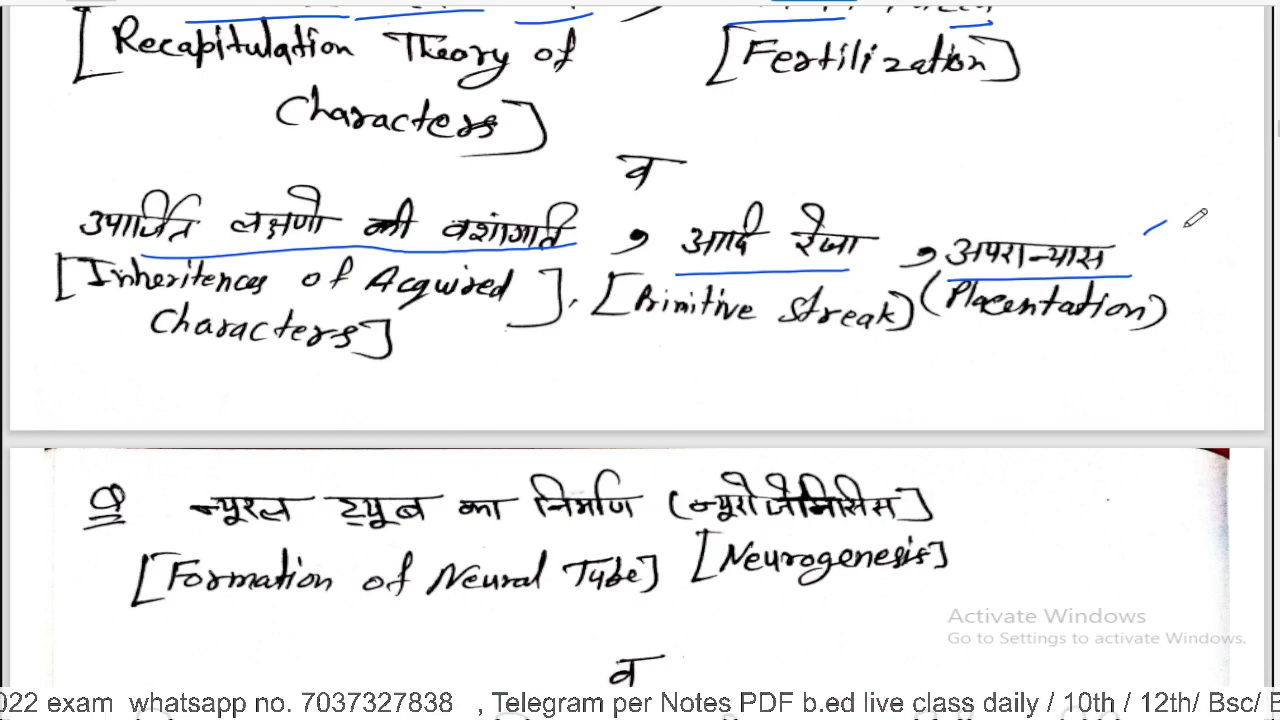 [Recapitulation Theory of [Fertilization]
Characters]
व
उपार्जित लक्षणो की वशांगति , आदि रेखा , अपरान्यास
[Inheritences of Acquired ], [Primitive Streak] (Placentation)
Characters]
Q न्यूरल ट्यूब का निर्माण (न्यूरोजेनिसिस]
[Formation of Neural Tube] [Neurogenesis]
Activate Windows
Go to Settings to activate Windows.
व
022 exam whatsapp no. 7037327838 , Telegram per Notes PDF b.ed live class daily / 10th / 12th/ Bsc/